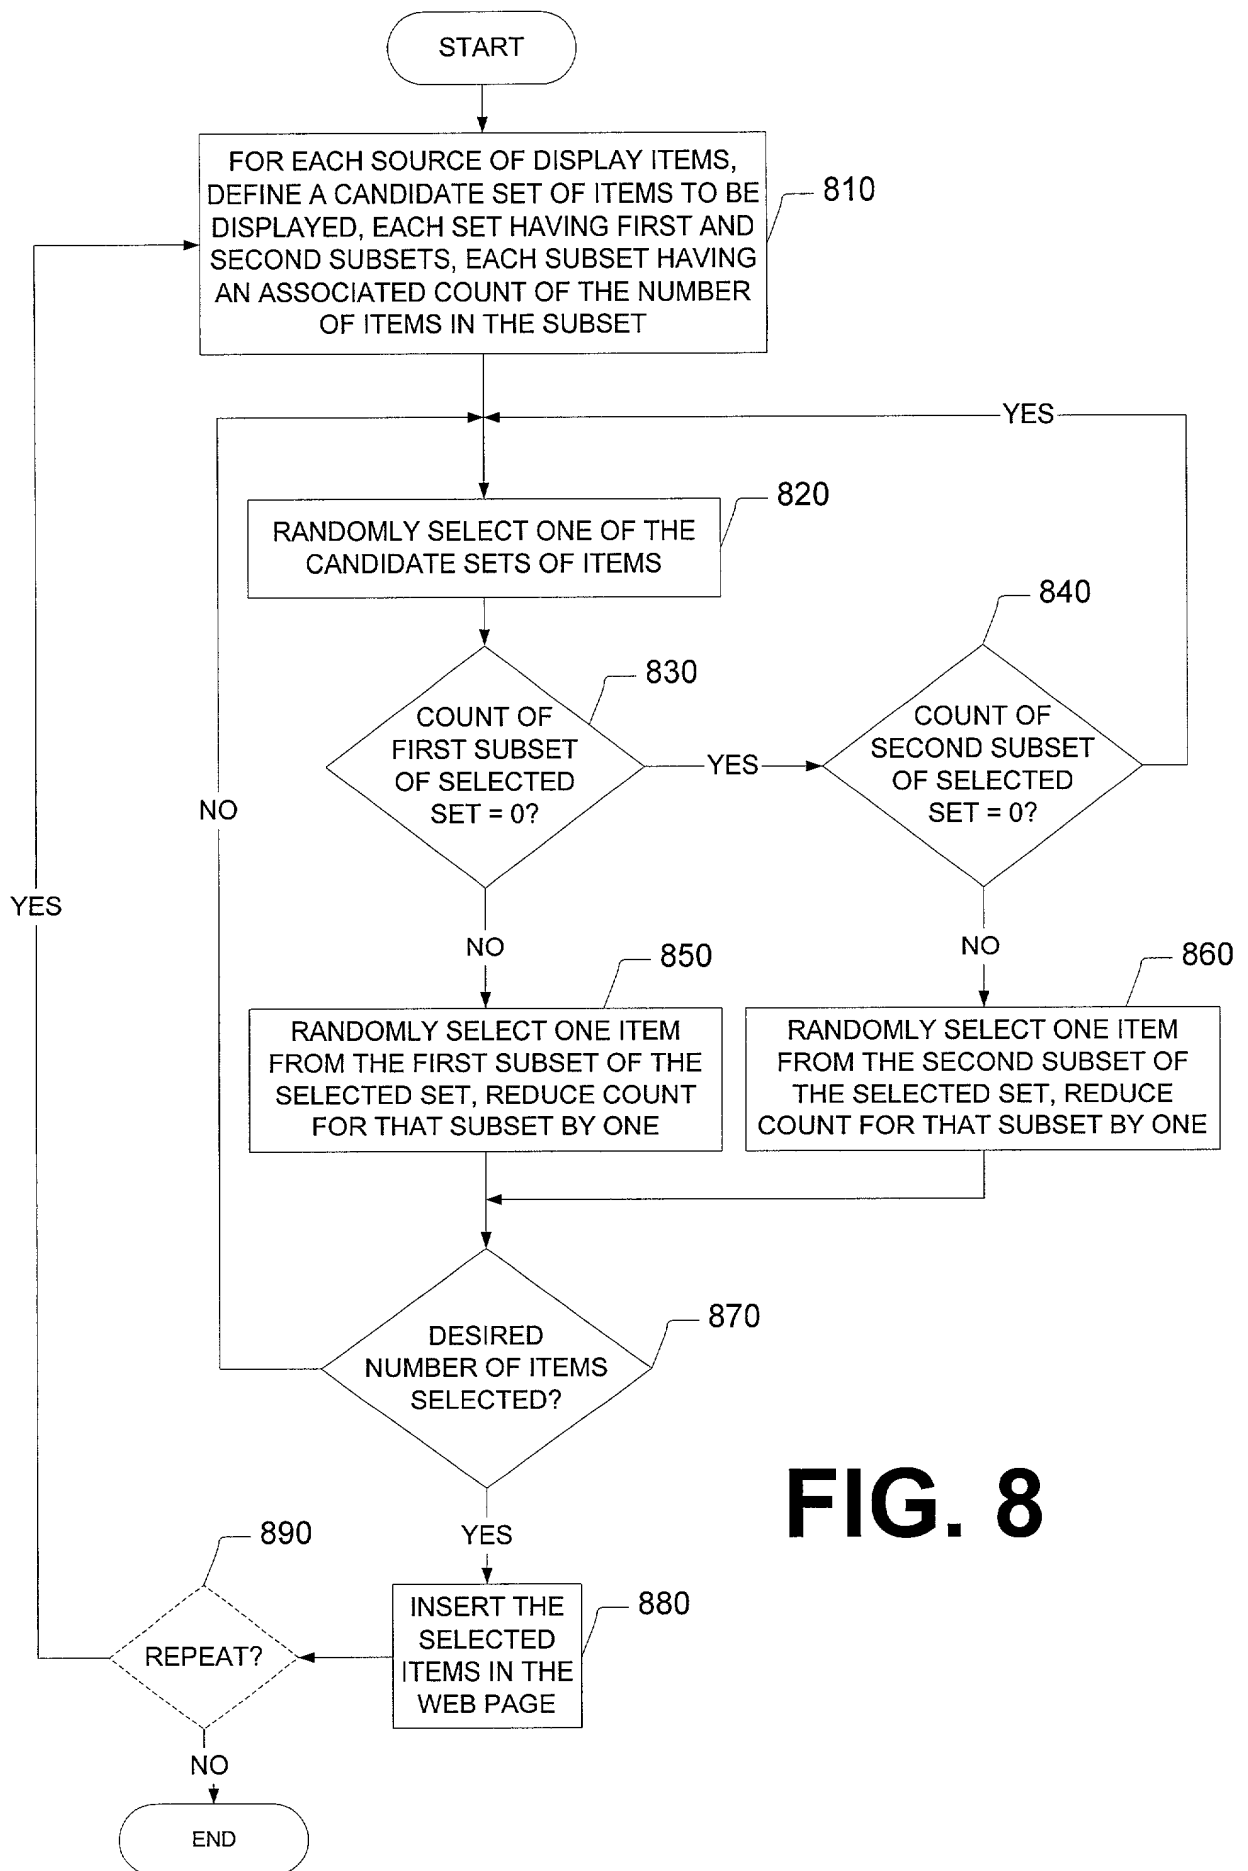 START
FOR EACH SOURCE OF DISPLAY ITEMS,
DEFINE A CANDIDATE SET OF ITEMS TO BE
DISPLAYED, EACH SET HAVING FIRST AND
SECOND SUBSETS, EACH SUBSET HAVING
AN ASSOCIATED COUNT OF THE NUMBER
OF ITEMS IN THE SUBSET
810
YES
820
RANDOMLY SELECT ONE OF THE
CANDIDATE SETS OF ITEMS
840
830
COUNT OF
FIRST SUBSET
OF SELECTED
SET = 0?
YES
COUNT OF
SECOND SUBSET
OF SELECTED
SET = 0?
NO
YES
NO
NO
850
860
RANDOMLY SELECT ONE ITEM
FROM THE FIRST SUBSET OF THE
SELECTED SET, REDUCE COUNT
FOR THAT SUBSET BY ONE
RANDOMLY SELECT ONE ITEM
FROM THE SECOND SUBSET OF
THE SELECTED SET, REDUCE
COUNT FOR THAT SUBSET BY ONE
870
DESIRED
NUMBER OF ITEMS
SELECTED?
FIG. 8
YES
890
880
INSERT THE
SELECTED
ITEMS IN THE
WEB PAGE
REPEAT?
NO
END